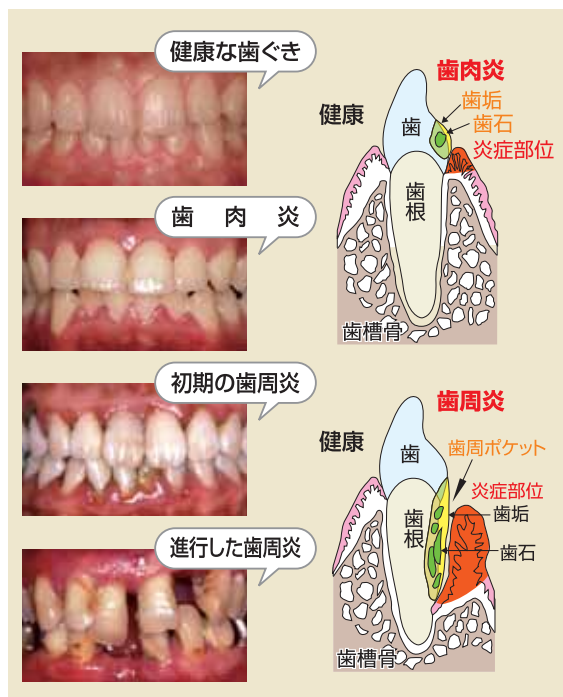 健康な歯ぐき
歯肉炎
初期の歯周炎
進行した歯周炎
歯肉炎
健康
歯垢
歯石
炎症部位
歯
歯根
歯槽骨
歯周炎
健康
歯周ポケット
炎症部位
歯
歯垢
歯根
歯石
歯槽骨